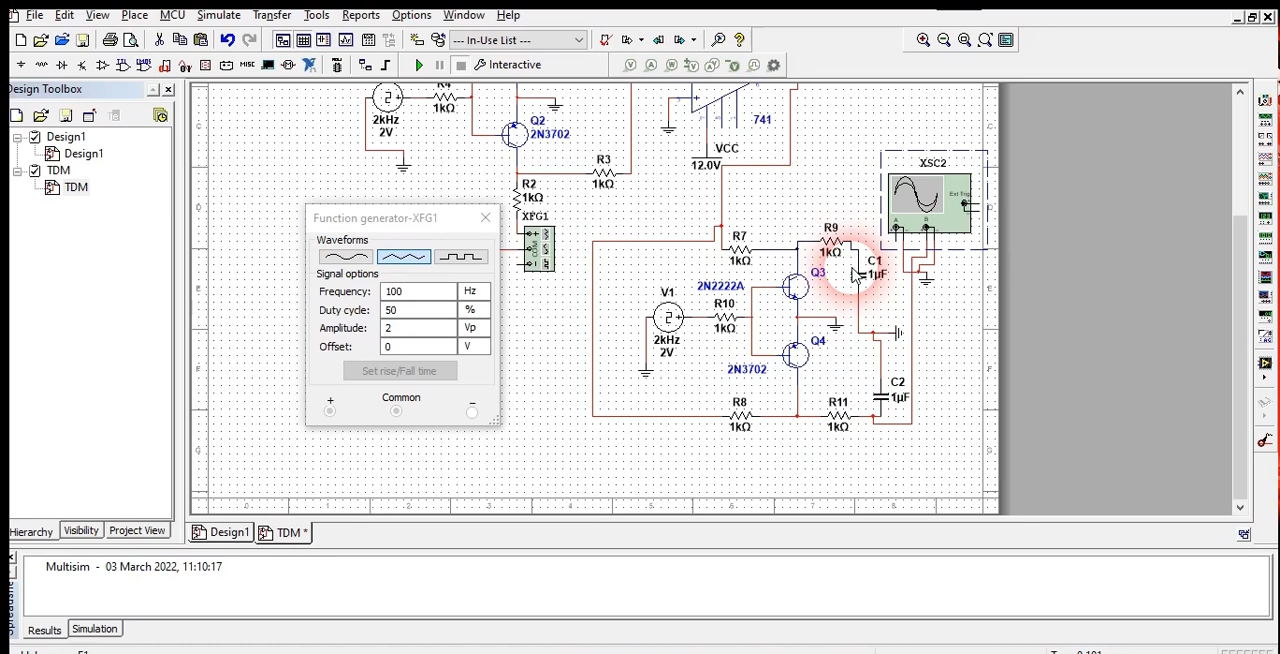 File Edit View Place MCU Simulate Transfer Tools Reports Options Window Help
--- In-Use List ---
Interactive
Design Toolbox
Design1
Design1
TDM
TDM
Hierarchy Visibility Project View
2kHz
2V
1kΩ
Q2
2N3702
R2
1kΩ
R3
1kΩ
XFG1
COM
741
VCC
12.0V
XSC2
Ext Trig
A B
Function generator-XFG1
Waveforms
Signal options
Frequency: 100 Hz
Duty cycle: 50 %
Amplitude: 2 Vp
Offset: 0 V
Set rise/Fall time
+ Common −
R7
1kΩ
R9
1kΩ
C1
1µF
Q3
2N2222A
V1
2kHz
2V
R10
1kΩ
Q4
2N3702
R8
1kΩ
R11
1kΩ
C2
1µF
Design1 TDM *
Multisim - 03 March 2022, 11:10:17
Results Simulation